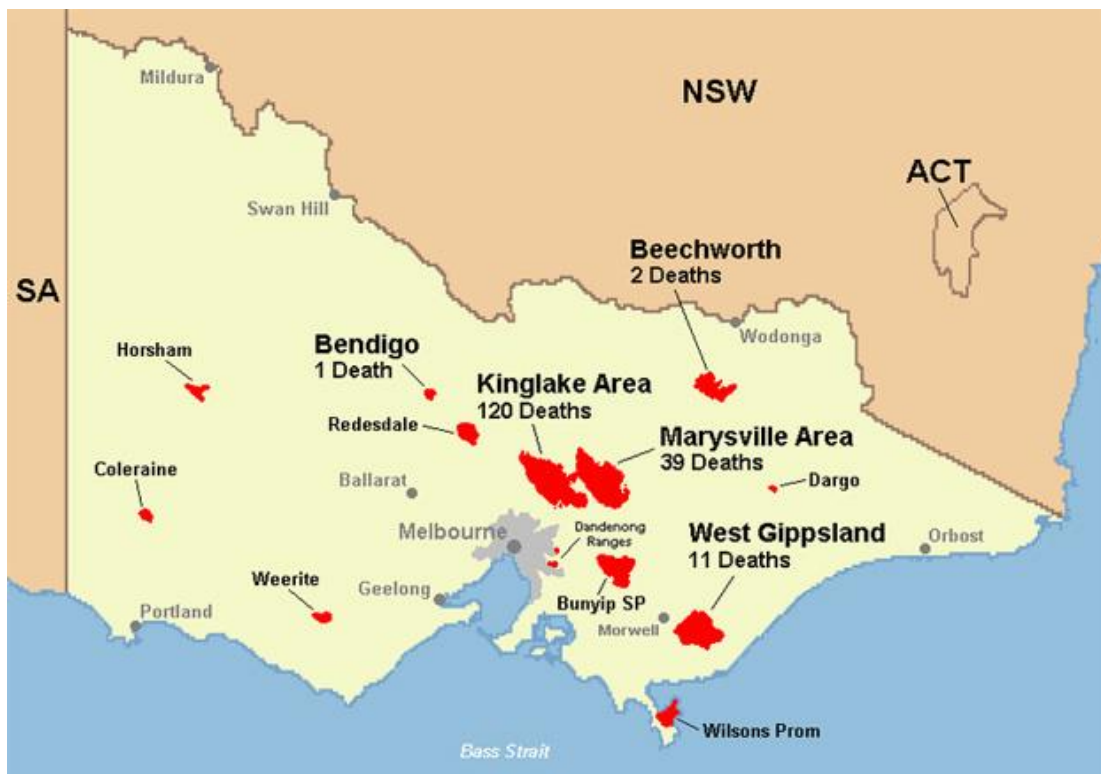 Mildura
NSW
ACT
Swan Hill
Beechworth
2 Deaths
SA
Wodonga
Horsham
Bendigo
1 Death
Kinglake Area
120 Deaths
Redesdale
Marysville Area
39 Deaths
Coleraine
Ballarat
Dargo
Melbourne
Dandenong
Ranges
West Gippsland
11 Deaths
Orbost
Weerite
Geelong
Bunyip SP
Portland
Morwell
Wilsons Prom
Bass Strait